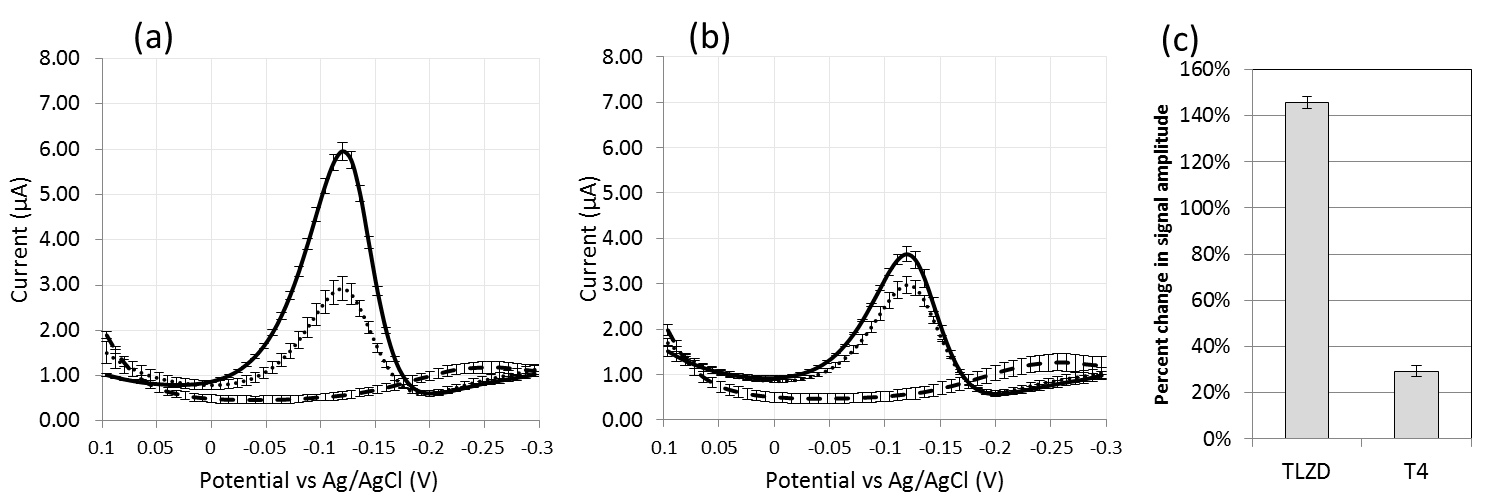 (a)
8.00
7.00
6.00
5.00
4.00
3.00
2.00
1.00
0.00
Current (µA)
0.1 0.05 0 -0.05 -0.1 -0.15 -0.2 -0.25 -0.3
Potential vs Ag/AgCl (V)
(b)
8.00
7.00
6.00
5.00
4.00
3.00
2.00
1.00
0.00
Current (µA)
0.1 0.05 0 -0.05 -0.1 -0.15 -0.2 -0.25 -0.3
Potential vs Ag/AgCl (V)
(c)
160%
140%
120%
100%
80%
60%
40%
20%
0%
Percent change in signal amplitude
TLZD T4